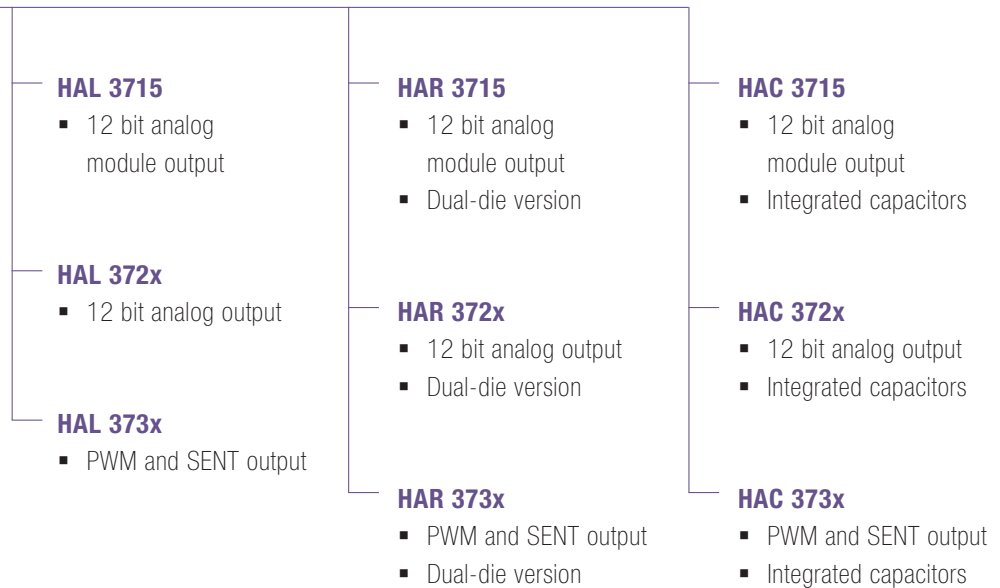 HAL 3715
▪ 12 bit analog
module output
HAL 372x
▪ 12 bit analog output
HAL 373x
▪ PWM and SENT output
HAR 3715
▪ 12 bit analog
module output
▪ Dual-die version
HAR 372x
▪ 12 bit analog output
▪ Dual-die version
HAR 373x
▪ PWM and SENT output
▪ Dual-die version
HAC 3715
▪ 12 bit analog
module output
▪ Integrated capacitors
HAC 372x
▪ 12 bit analog output
▪ Integrated capacitors
HAC 373x
▪ PWM and SENT output
▪ Integrated capacitors